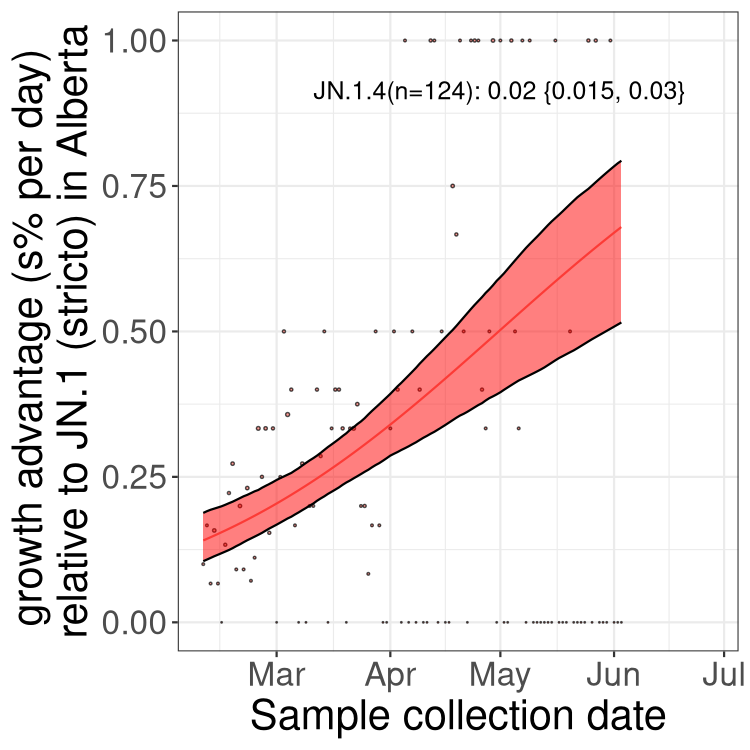 growth advantage (s% per day)
relative to JN.1 (stricto) in Alberta
1.00
JN.1.4(n=124): 0.02 {0.015, 0.03}
0.75
0.50
0.25
0.00
Mar Apr May Jun Jul
Sample collection date